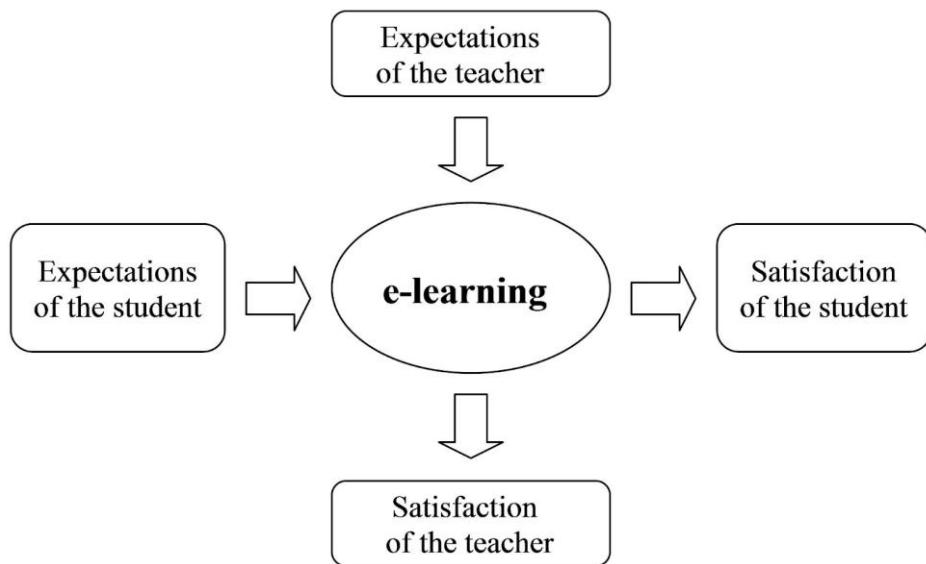 Expectations
of the teacher
Expectations
of the student
e-learning
Satisfaction
of the student
Satisfaction
of the teacher